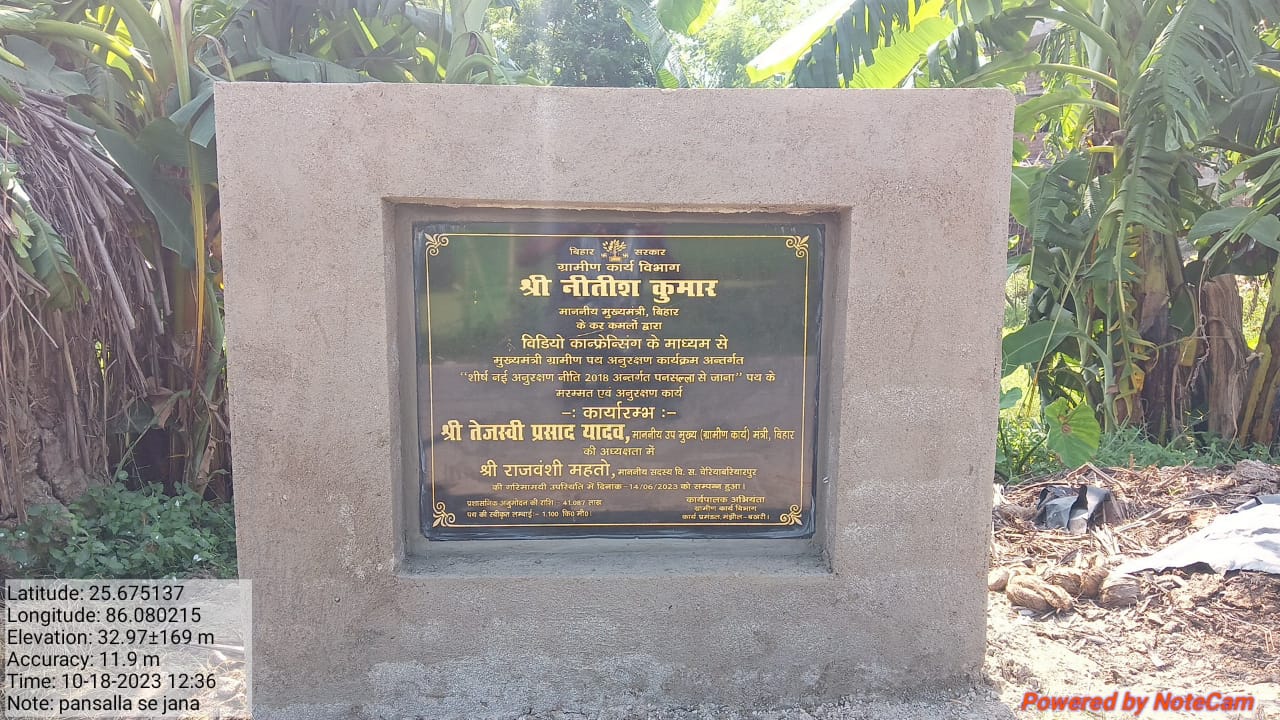 बिहार सरकार
ग्रामीण कार्य विभाग
श्री नीतीश कुमार
माननीय मुख्यमंत्री, बिहार
के कर कमलों द्वारा
विडियो कान्फ्रेन्सिंग के माध्यम से
मुख्यमंत्री ग्रामीण पथ अनुरक्षण कार्यक्रम अन्तर्गत
“शीर्ष नई अनुरक्षण नीति 2018 अन्तर्गत पनसल्ला से जाना” पथ के
मरम्मत एवं अनुरक्षण कार्य
-: कार्यारम्भ :-
श्री तेजस्वी प्रसाद यादव, माननीय उप मुख्य (ग्रामीण कार्य) मंत्री, बिहार
की अध्यक्षता में
श्री राजवंशी महतो, माननीय सदस्य वि. स. चेरियाबरियारपुर
की गरिमामयी उपस्थिति में दिनांक-14/06/2023 को सम्पन्न हुआ।
प्रशासनिक अनुमोदन की राशि :- 41.087 लाख
पथ की स्वीकृत लम्बाई :- 1.100 कि0 मी0।
कार्यपालक अभियंता
ग्रामीण कार्य विभाग
कार्य प्रमंडल, मंझौल-बखरी।
Latitude: 25.675137
Longitude: 86.080215
Elevation: 32.97±169 m
Accuracy: 11.9 m
Time: 10-18-2023 12:36
Note: pansalla se jana
Powered by NoteCam